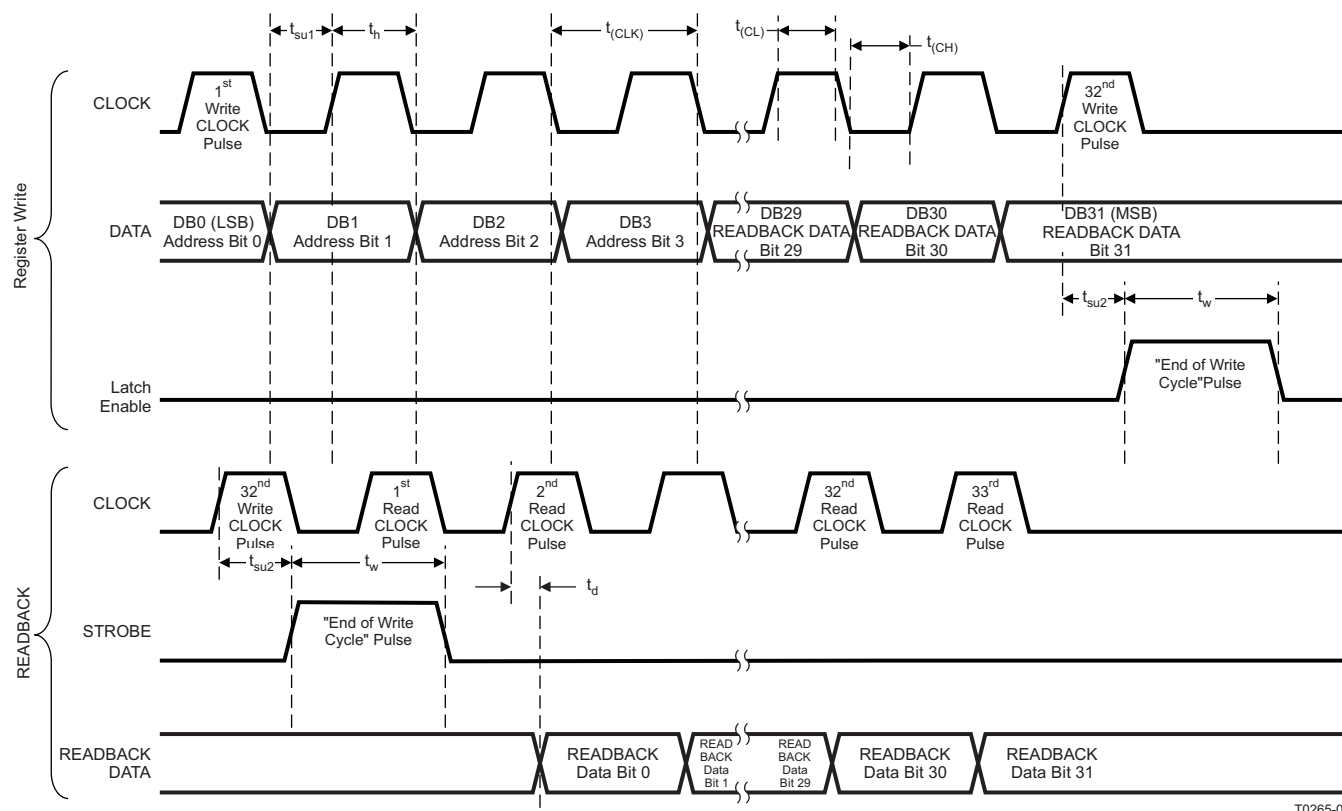 tsu1
th
t(CLK)
t(CL)
t(CH)
Register Write
CLOCK
1st
Write
CLOCK
Pulse
32nd
Write
CLOCK
Pulse
DATA
DB0 (LSB)
Address Bit 0
DB1
Address Bit 1
DB2
Address Bit 2
DB3
Address Bit 3
DB29
READBACK DATA
Bit 29
DB30
READBACK DATA
Bit 30
DB31 (MSB)
READBACK DATA
Bit 31
tsu2
tw
Latch
Enable
"End of Write
Cycle"Pulse
READBACK
CLOCK
32nd
Write
CLOCK
Pulse
1st
Read
CLOCK
Pulse
2nd
Read
CLOCK
Pulse
32nd
Read
CLOCK
Pulse
33rd
Read
CLOCK
Pulse
tsu2
tw
td
STROBE
"End of Write
Cycle" Pulse
READBACK
DATA
READBACK
Data Bit 0
READ
BACK
Data
Bit 1
READ
BACK
Data
Bit 29
READBACK
Data Bit 30
READBACK
Data Bit 31